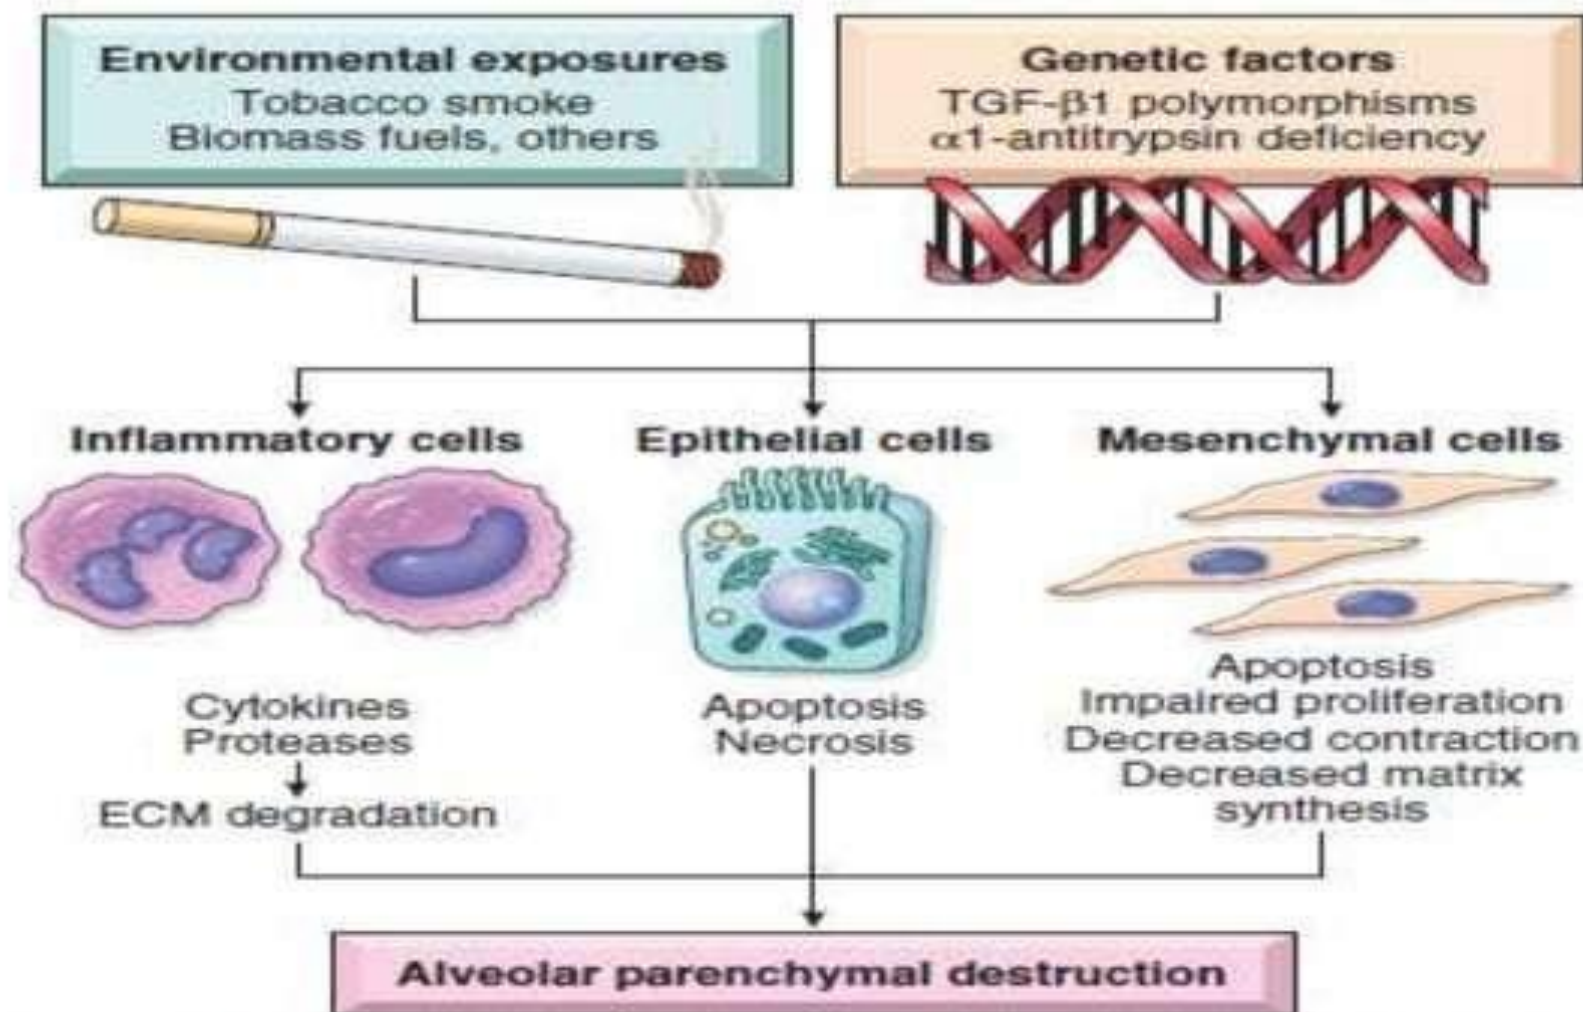 Environmental exposures
Tobacco smoke
Biomass fuels, others
Genetic factors
TGF-β1 polymorphisms
α1-antitrypsin deficiency
Inflammatory cells
Epithelial cells
Mesenchymal cells
Cytokines
Proteases
ECM degradation
Apoptosis
Necrosis
Apoptosis
Impaired proliferation
Decreased contraction
Decreased matrix
synthesis
Alveolar parenchymal destruction